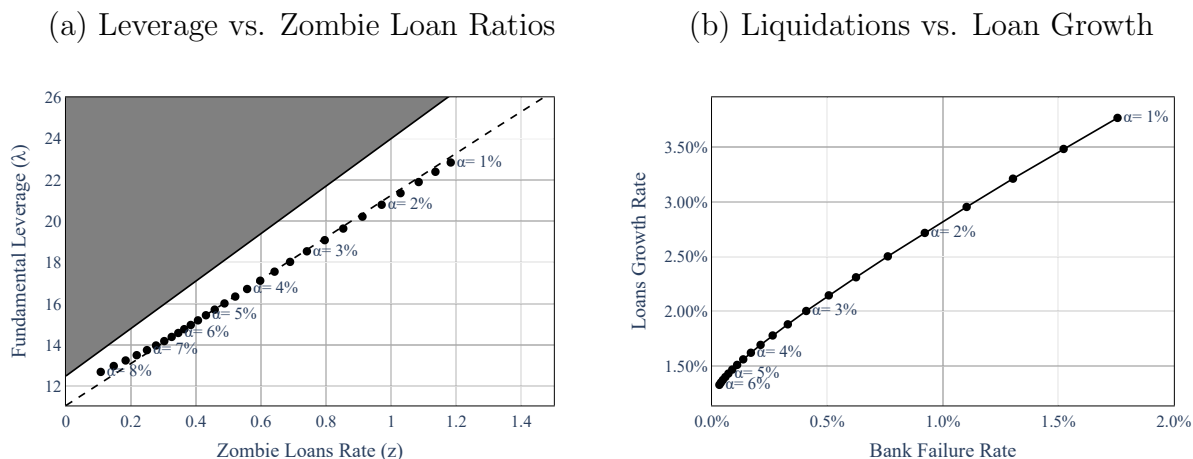 (a) Leverage vs. Zombie Loan Ratios
Fundamental Leverage (λ)
26
24
22
20
18
16
14
12
α= 1%
α= 2%
α= 3%
α= 4%
α= 5%
α= 6%
α= 7%
α= 8%
0 0.2 0.4 0.6 0.8 1 1.2 1.4
Zombie Loans Rate (z)
(b) Liquidations vs. Loan Growth
Loans Growth Rate
3.50%
3.00%
2.50%
2.00%
1.50%
α= 1%
α= 2%
α= 3%
α= 4%
α= 5%
α= 6%
0.0% 0.5% 1.0% 1.5% 2.0%
Bank Failure Rate